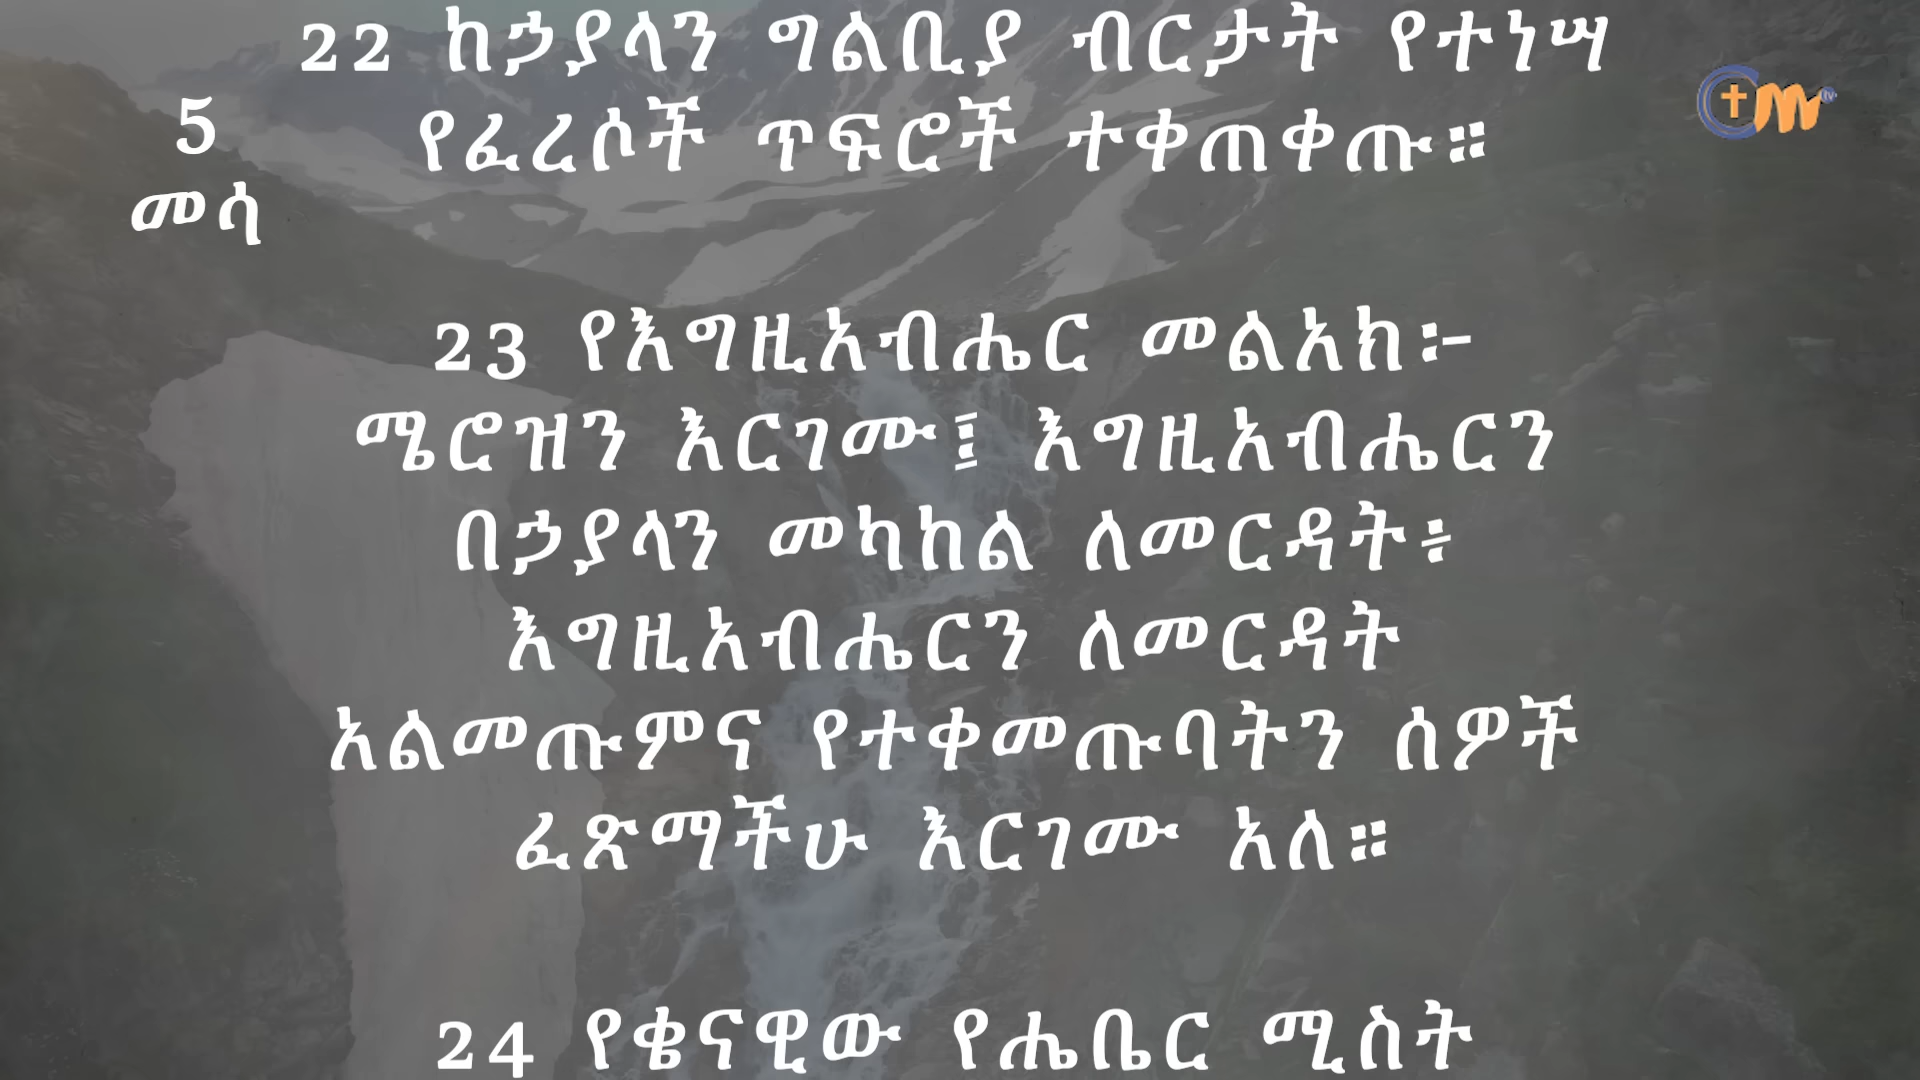 22 ከኃያላን ግልቢያ ብርታት የተነሣ
የፈረሶች ጥፍሮች ተቀጠቀጡ።
5
መሳ
23 የእግዚአብሔር መልአክ፦
ሜሮዝን እርገሙ፤ እግዚአብሔርን
በኃያላን መካከል ለመርዳት፥
እግዚአብሔርን ለመርዳት
አልመጡምና የተቀመጡባትን ሰዎች
ፈጽማችሁ እርገሙ አለ።
24 የቄናዊው የሔቤር ሚስት